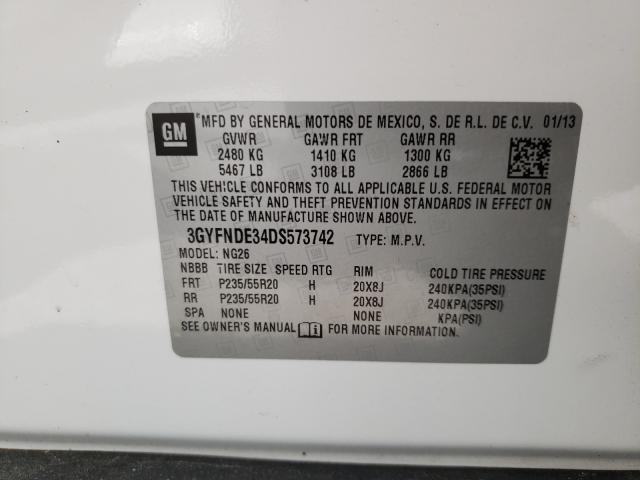 GM
*MFD BY GENERAL MOTORS DE MEXICO, S. DE R.L. DE C.V. 01/13
GVWR GAWR FRT GAWR RR
2480 KG 1410 KG 1300 KG
5467 LB 3108 LB 2866 LB
THIS VEHICLE CONFORMS TO ALL APPLICABLE U.S. FEDERAL MOTOR
VEHICLE SAFETY AND THEFT PREVENTION STANDARDS IN EFFECT ON
THE DATE OF MANUFACTURE SHOWN ABOVE.
3GYFNDE34DS573742 TYPE: M.P.V.
MODEL: NG26
NBBB TIRE SIZE SPEED RTG RIM COLD TIRE PRESSURE
FRT P235/55R20 H 20X8J 240KPA(35PSI)
RR P235/55R20 H 20X8J 240KPA(35PSI)
SPA NONE NONE KPA(PSI)
SEE OWNER'S MANUAL FOR MORE INFORMATION.